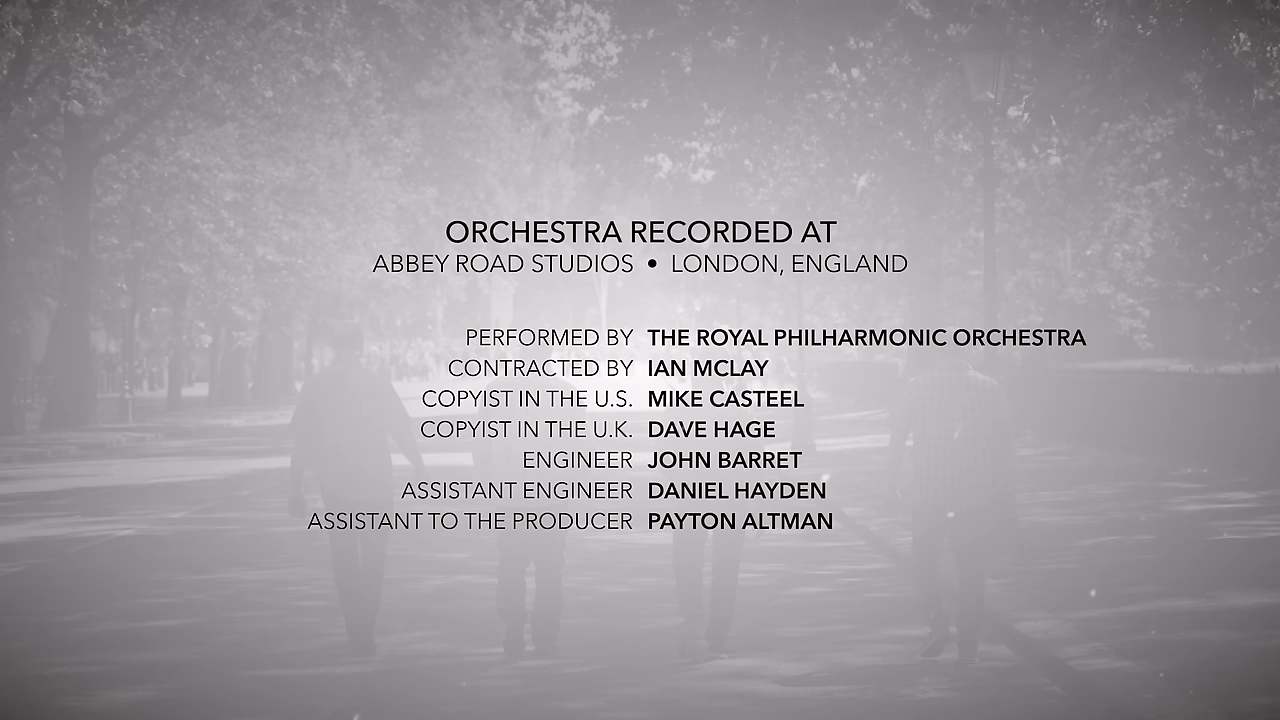 ORCHESTRA RECORDED AT
ABBEY ROAD STUDIOS • LONDON, ENGLAND
PERFORMED BY THE ROYAL PHILHARMONIC ORCHESTRA
CONTRACTED BY IAN MCLAY
COPYIST IN THE U.S. MIKE CASTEEL
COPYIST IN THE U.K. DAVE HAGE
ENGINEER JOHN BARRET
ASSISTANT ENGINEER DANIEL HAYDEN
ASSISTANT TO THE PRODUCER PAYTON ALTMAN